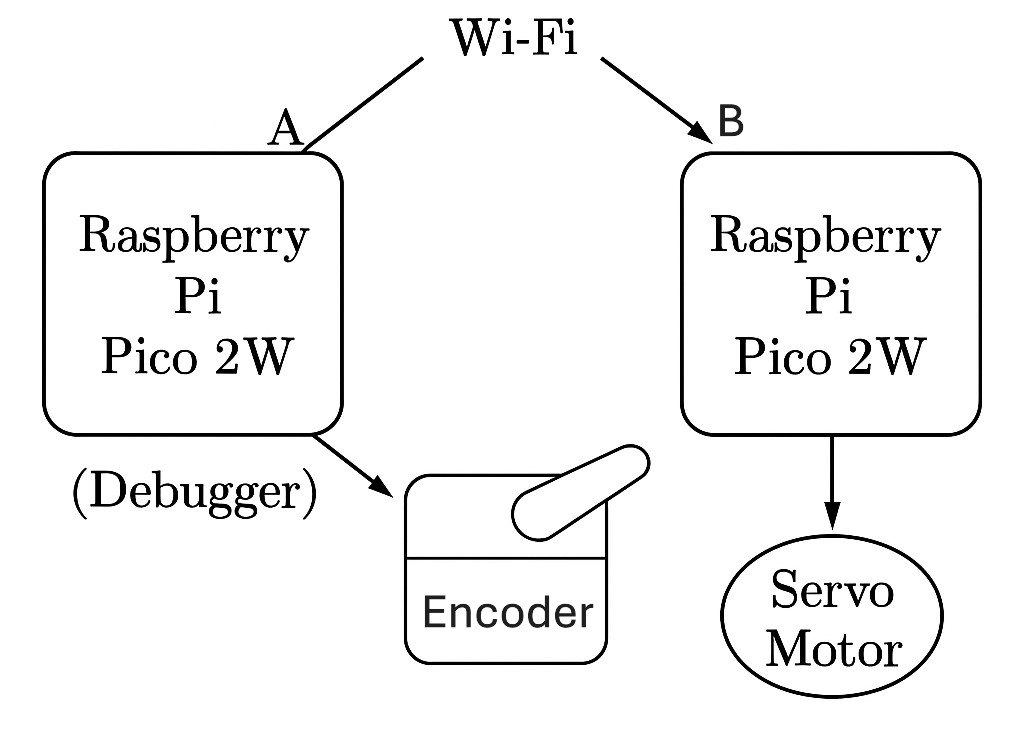 Wi-Fi
A
B
Raspberry
Pi
Pico 2W
Raspberry
Pi
Pico 2W
(Debugger)
Encoder
Servo
Motor